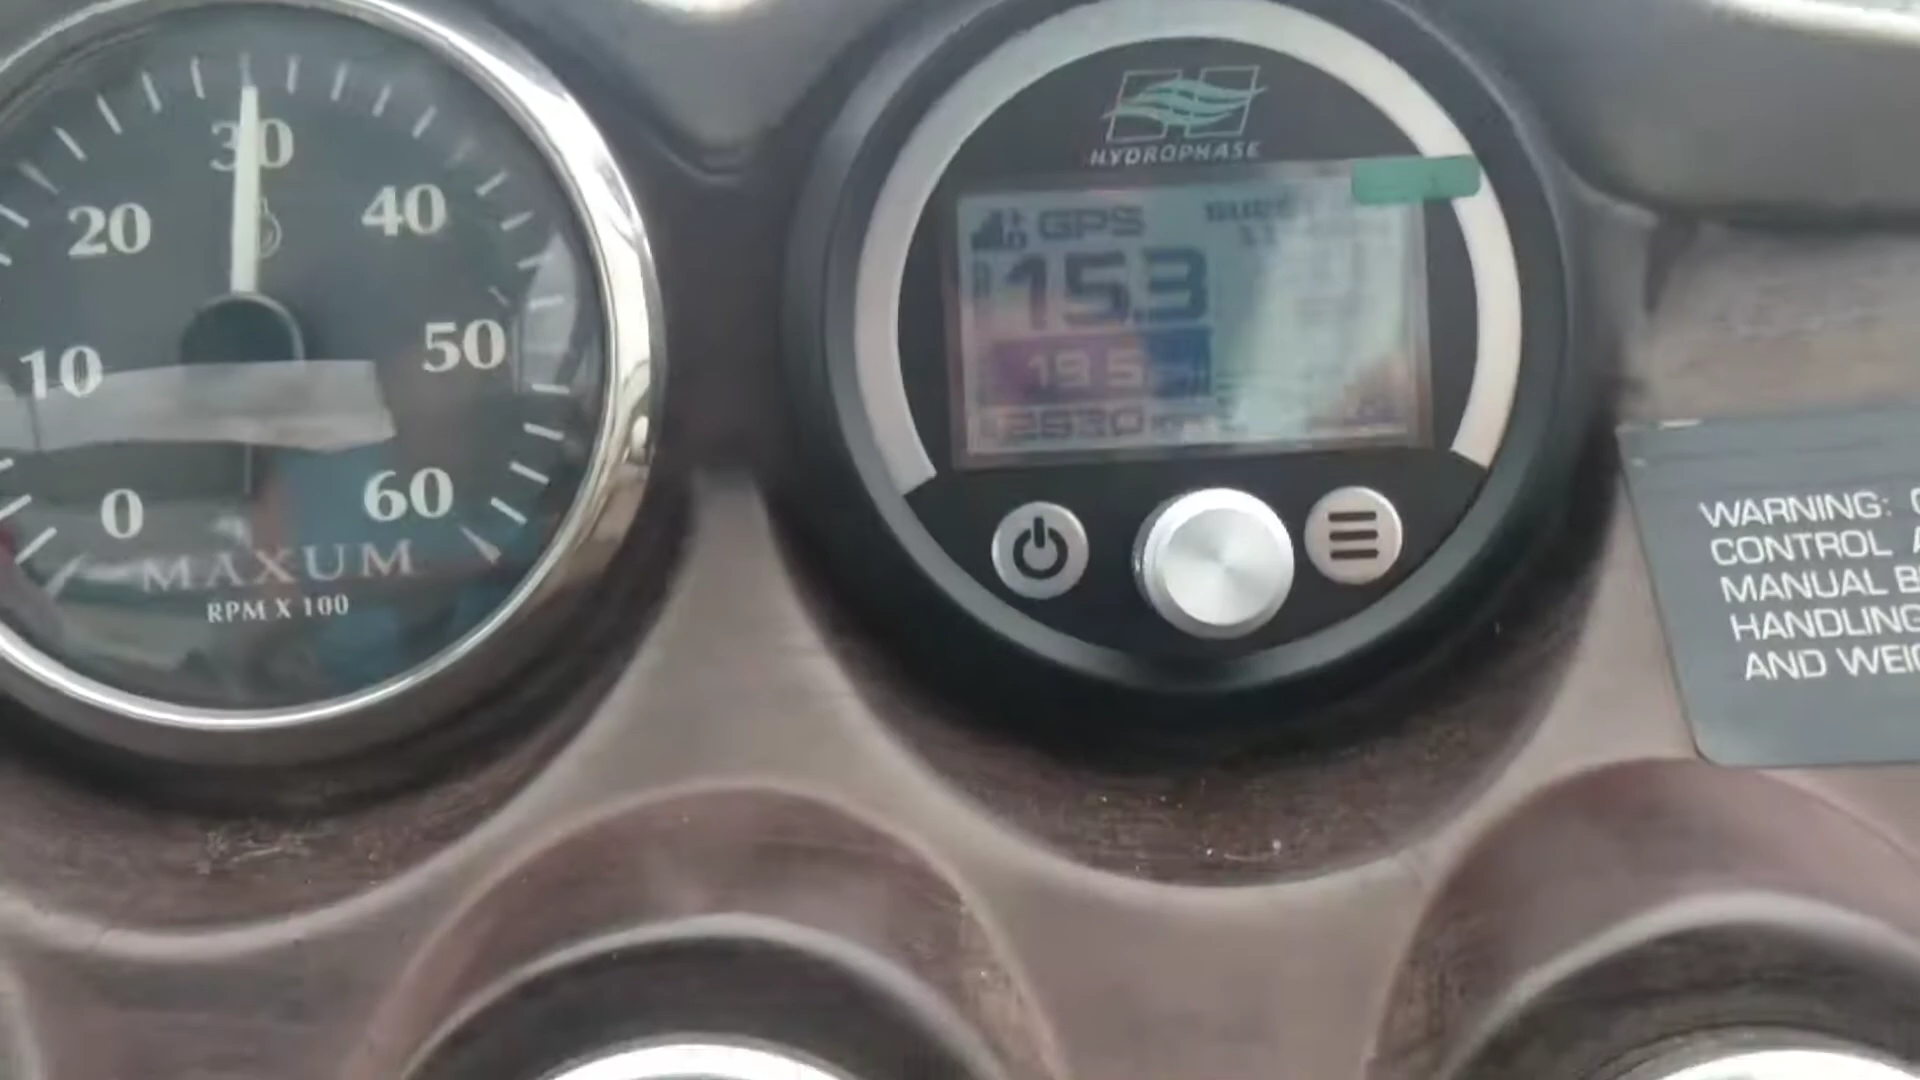 30
20
40
10
50
0
60
MAXUM
RPM X 100
HYDROPHASE
GPS
15.3
19.5
WARNING:
CONTROL
MANUAL
HANDLING
AND